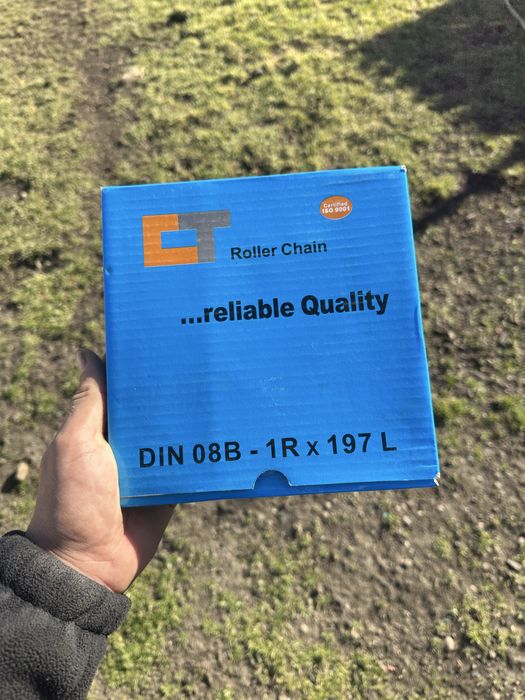 Certified
ISO 9001
CT
Roller Chain
...reliable Quality
DIN 08B - 1R x 197 L